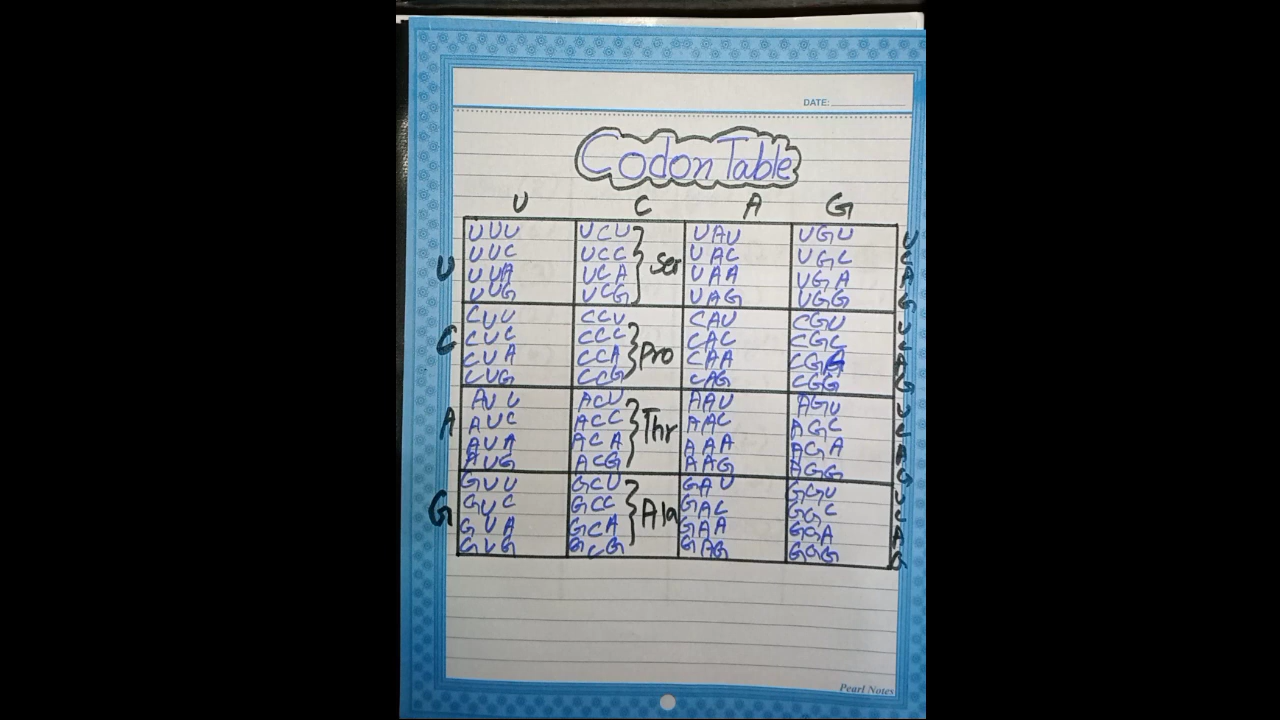 DATE:
Codon Table
U C A G
UUU UCU UAU UGU U
UUC UCC UAC UGC C
U UUA UCA Ser UAA UGA A
UUG UCG UAG UGG G
CUU CCU CAU CGU U
C CUC CCC CAC CGC C
CUA CCA Pro CAA CGA A
CUG CCG CAG CGG G
AUU ACU AAU AGU U
A AUC ACC Thr AAC AGC C
AUA ACA AAA AGA A
AUG ACG AAG AGG G
GUU GCU GAU GGU U
G GUC GCC Ala GAC GGC C
GUA GCA GAA GGA A
GUG GCG GAG GGG G
Pearl Notes